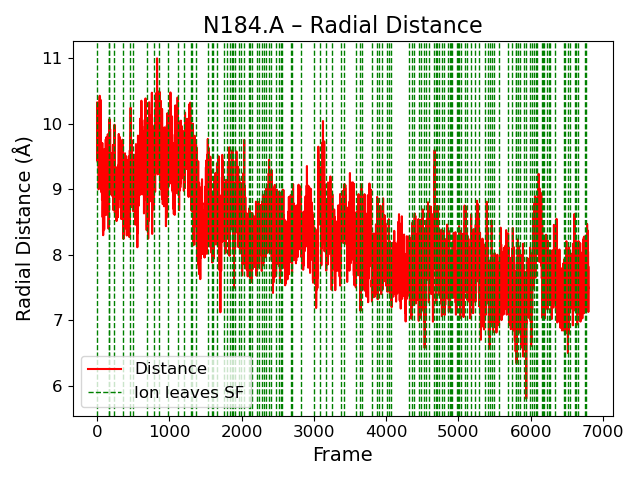 N184.A – Radial Distance
Radial Distance (Å)
11
10
9
8
7
6
Distance
Ion leaves SF
0
1000
2000
3000
4000
5000
6000
7000
Frame